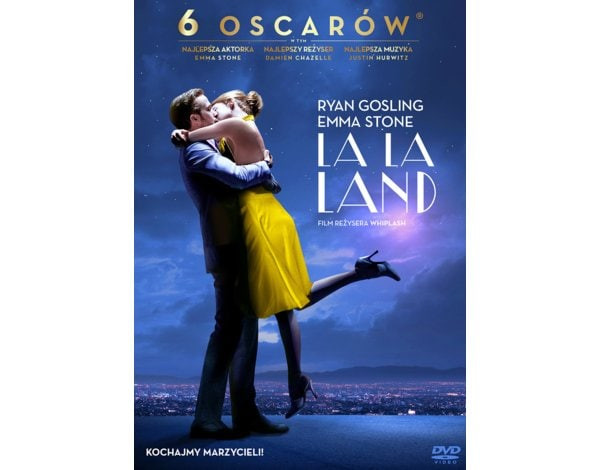 6 OSCARÓW®
W TYM
NAJLEPSZA AKTORKA NAJLEPSZY REŻYSER NAJLEPSZA MUZYKA
EMMA STONE DAMIEN CHAZELLE JUSTIN HURWITZ
RYAN GOSLING
EMMA STONE
LA LA
LAND
FILM REŻYSERA WHIPLASH
KOCHAJMY MARZYCIELI!
DVD
VIDEO